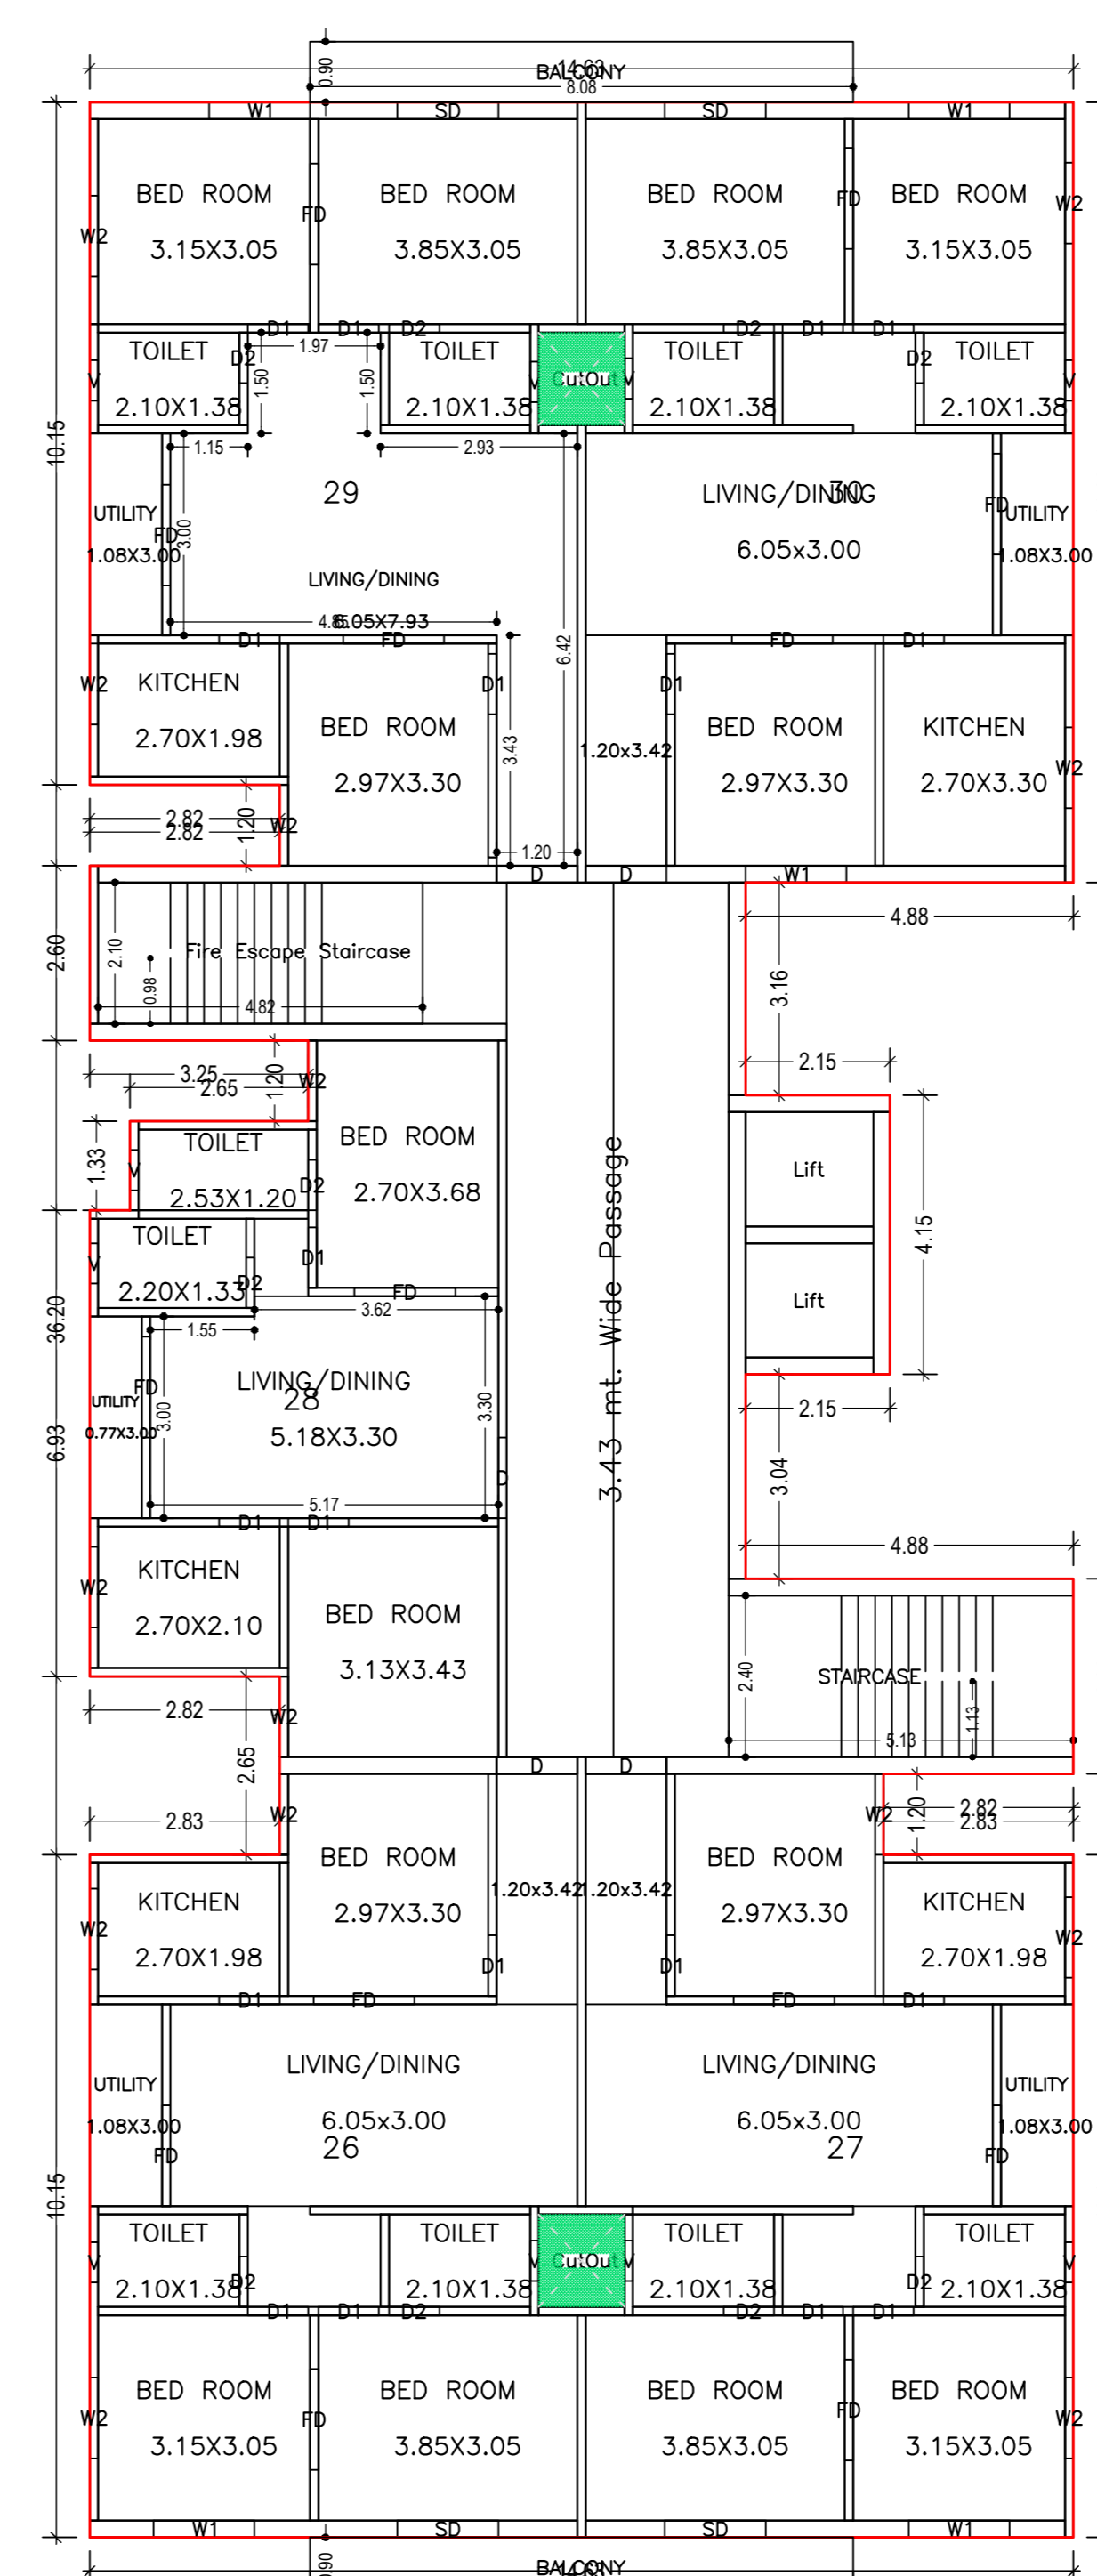 14.63
BALCONY
8.08
0.90
W1
SD
SD
W1
BED ROOM
3.15X3.05
BED ROOM
3.85X3.05
BED ROOM
3.85X3.05
BED ROOM
3.15X3.05
W2
FD
FD
W2
D1
D1
D2
D2
D1
D1
TOILET
2.10X1.38
TOILET
2.10X1.38
TOILET
2.10X1.38
TOILET
2.10X1.38
V
D2
1.97
1.50
1.50
V
CutOut
V
D2
V
10.15
1.15
2.93
29
LIVING/DINING
30
6.05x3.00
UTILITY
1.08X3.00
FD
3.00
FD
UTILITY
1.08X3.00
LIVING/DINING
6.05X7.93
4.85
6.42
D1
FD
FD
D1
W2
KITCHEN
2.70X1.98
BED ROOM
2.97X3.30
D1
3.43
D1
1.20x3.42
BED ROOM
2.97X3.30
KITCHEN
2.70X3.30
W2
2.82
2.82
1.20
W2
1.20
D
D
W1
4.88
2.60
2.10
0.98
Fire Escape Staircase
4.82
3.16
3.25
2.65
1.20
W2
2.15
1.33
TOILET
2.53X1.20
V
D2
BED ROOM
2.70X3.68
3.43 mt. Wide Passage
Lift
Lift
4.15
TOILET
2.20X1.33
V
D2
D1
FD
36.20
3.62
1.55
LIVING/DINING
28
5.18X3.30
UTILITY
0.77X3.00
FD
3.00
3.30
2.15
6.93
D
3.04
5.17
D1
D1
4.88
KITCHEN
2.70X2.10
W2
BED ROOM
3.13X3.43
2.40
STAIRCASE
1.13
5.13
2.82
W2
2.65
D
D
2.83
W2
W2
1.20
2.82
2.83
KITCHEN
2.70X1.98
BED ROOM
2.97X3.30
1.20x3.42
1.20x3.42
BED ROOM
2.97X3.30
KITCHEN
2.70X1.98
W2
W2
D1
D1
D1
FD
FD
D1
LIVING/DINING
6.05x3.00
26
LIVING/DINING
6.05x3.00
27
UTILITY
1.08X3.00
FD
FD
UTILITY
1.08X3.00
10.15
TOILET
2.10X1.38
TOILET
2.10X1.38
TOILET
2.10X1.38
TOILET
2.10X1.38
V
D2
V
CutOut
V
D2
V
D1
D1
D2
D2
D1
D1
BED ROOM
3.15X3.05
BED ROOM
3.85X3.05
BED ROOM
3.85X3.05
BED ROOM
3.15X3.05
W2
FD
FD
W2
W1
SD
SD
W1
0.90
BALCONY
14.63